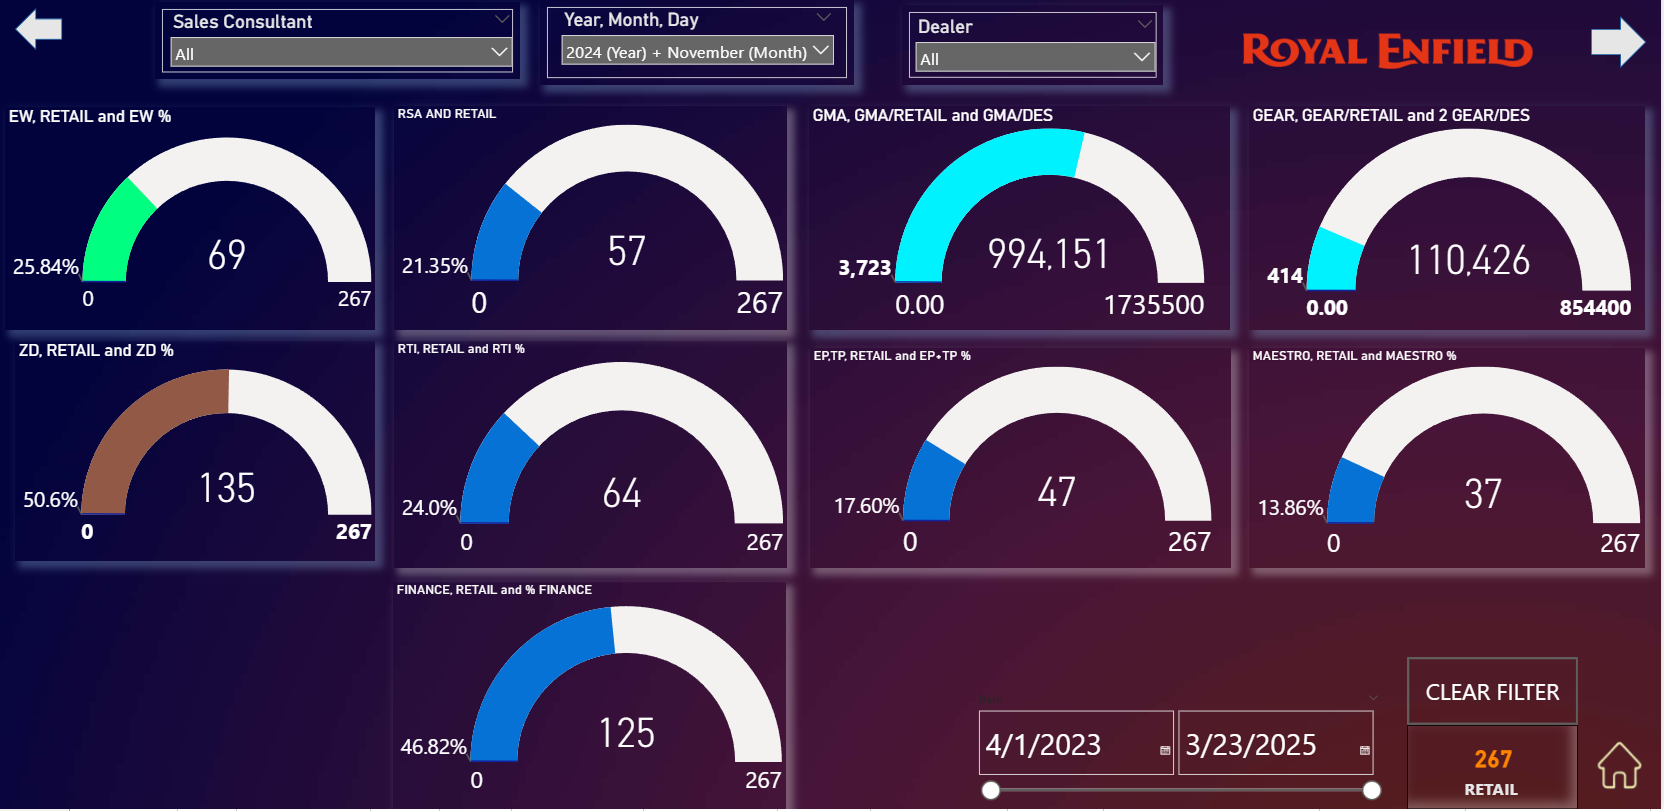 Sales Consultant
All
Year, Month, Day
2024 (Year) + November (Month)
Dealer
All
ROYAL ENFIELD
EW, RETAIL and EW %
25.84%
69
0
267
RSA AND RETAIL
21.35%
57
0
267
GMA, GMA/RETAIL and GMA/DES
3,723
994,151
0.00
1735500
GEAR, GEAR/RETAIL and 2 GEAR/DES
414
110,426
0.00
854400
ZD, RETAIL and ZD %
50.6%
135
0
267
RTI, RETAIL and RTI %
24.0%
64
0
267
EP,TP, RETAIL and EP+TP %
17.60%
47
0
267
MAESTRO, RETAIL and MAESTRO %
13.86%
37
0
267
FINANCE, RETAIL and % FINANCE
46.82%
125
0
267
4/1/2023
3/23/2025
CLEAR FILTER
267
RETAIL